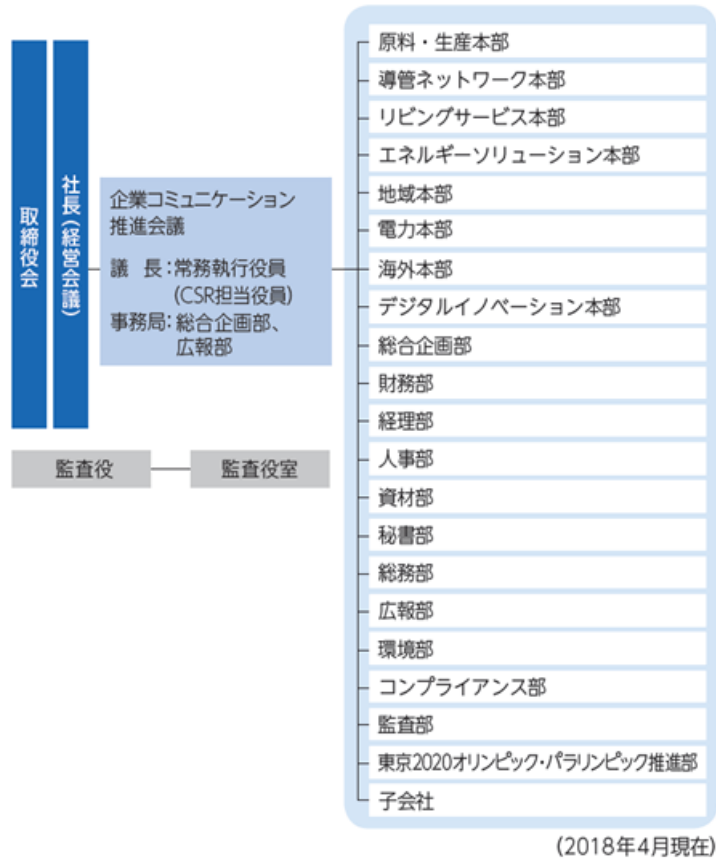 取締役会
社長(経営会議)
企業コミュニケーション
推進会議
議 長:常務執行役員
(CSR担当役員)
事務局:総合企画部、
広報部
監査役
監査役室
原料・生産本部
導管ネットワーク本部
リビングサービス本部
エネルギーソリューション本部
地域本部
電力本部
海外本部
デジタルイノベーション本部
総合企画部
財務部
経理部
人事部
資材部
秘書部
総務部
広報部
環境部
コンプライアンス部
監査部
東京2020オリンピック・パラリンピック推進部
子会社
(2018年4月現在)